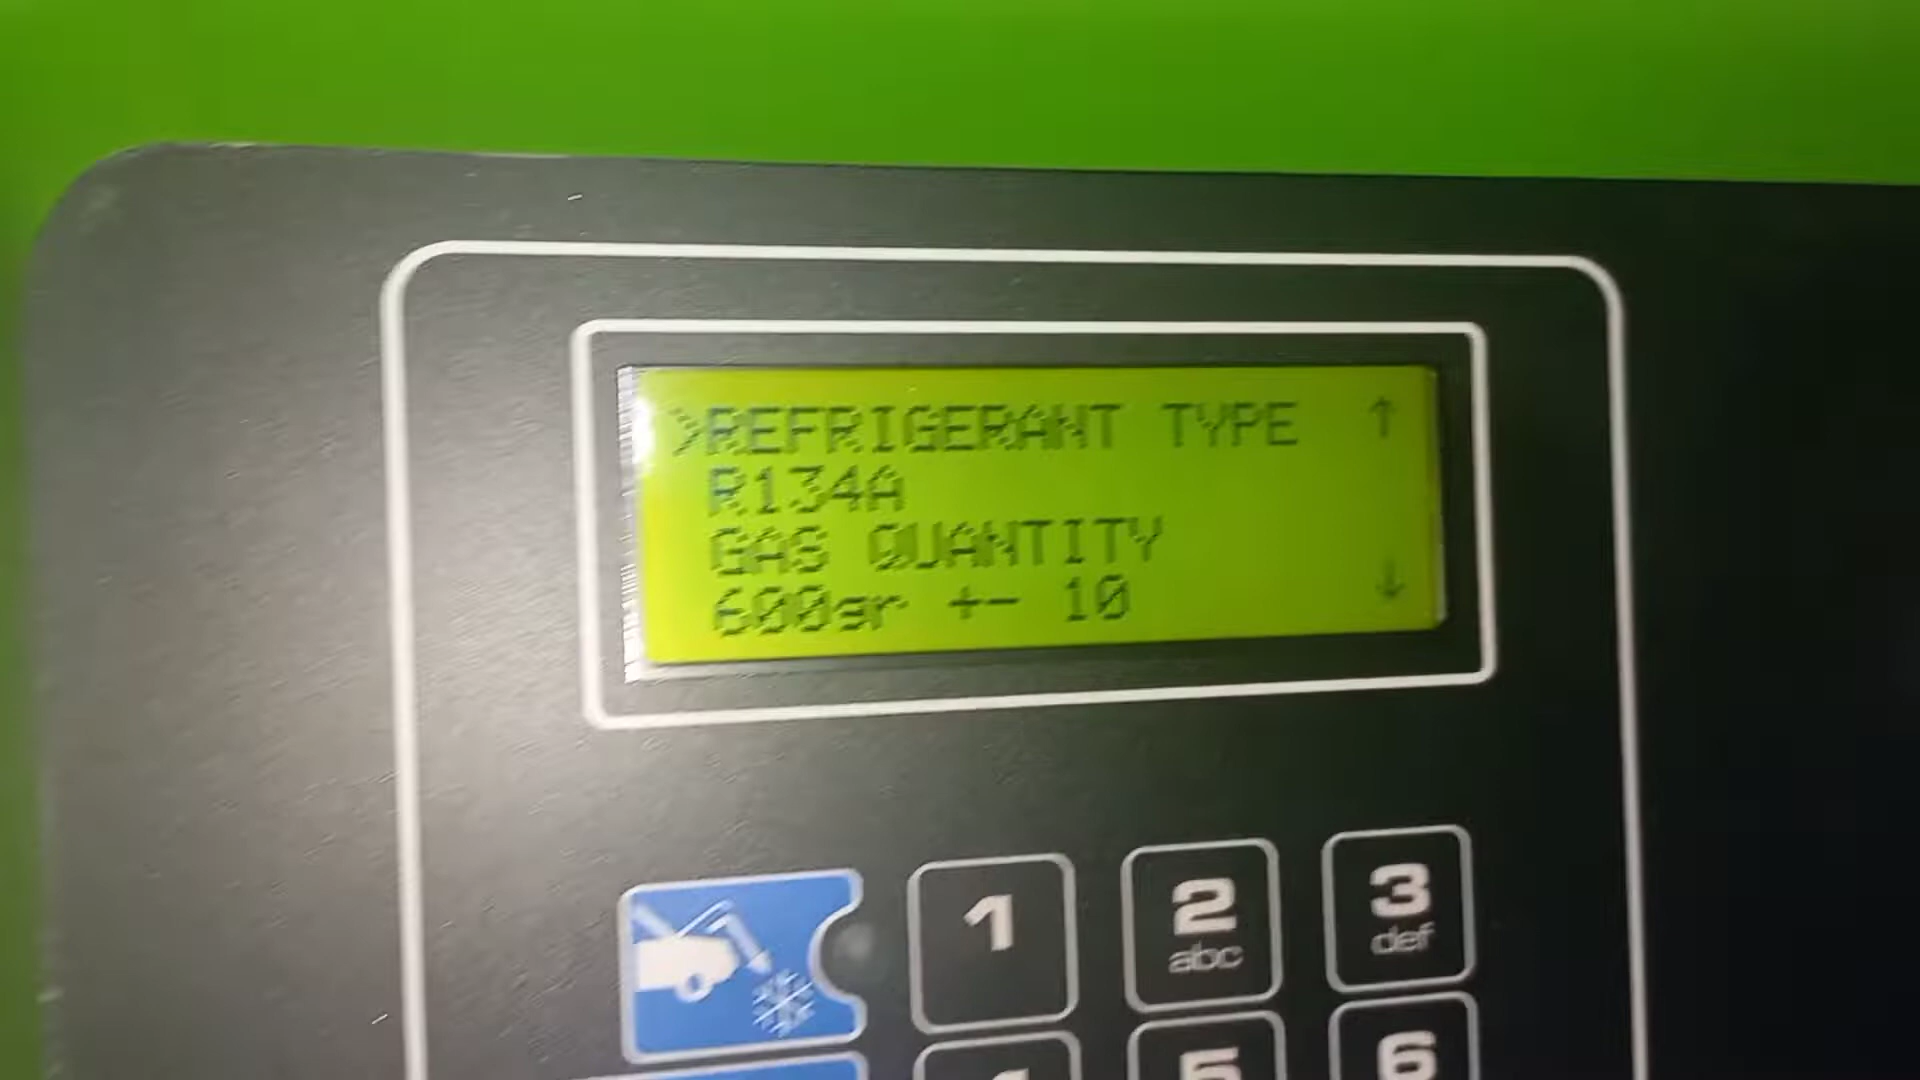 >REFRIGERANT TYPE ↑
R134A
GAS QUANTITY
600gr +- 10 ↓
1 2 3
abc def
5 6